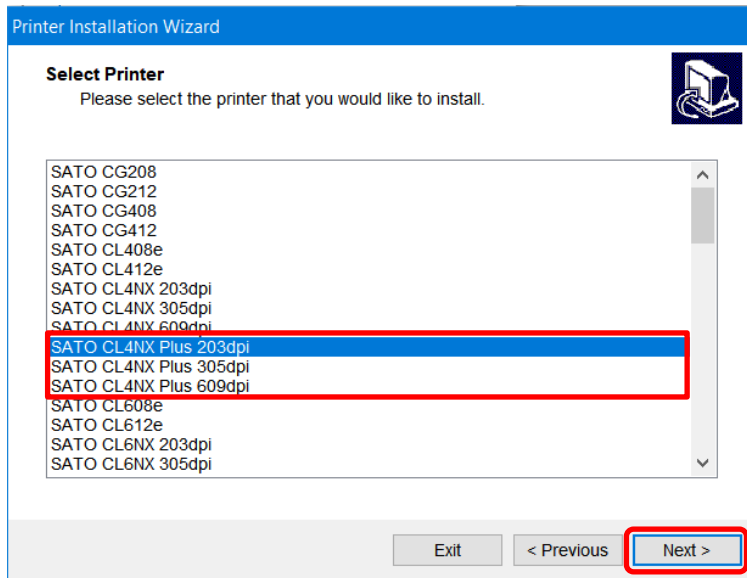 Printer Installation Wizard
Select Printer
Please select the printer that you would like to install.
SATO CG208
SATO CG212
SATO CG408
SATO CG412
SATO CL408e
SATO CL412e
SATO CL4NX 203dpi
SATO CL4NX 305dpi
SATO CL4NX 609dpi
SATO CL4NX Plus 203dpi
SATO CL4NX Plus 305dpi
SATO CL4NX Plus 609dpi
SATO CL608e
SATO CL612e
SATO CL6NX 203dpi
SATO CL6NX 305dpi
Exit
< Previous
Next >